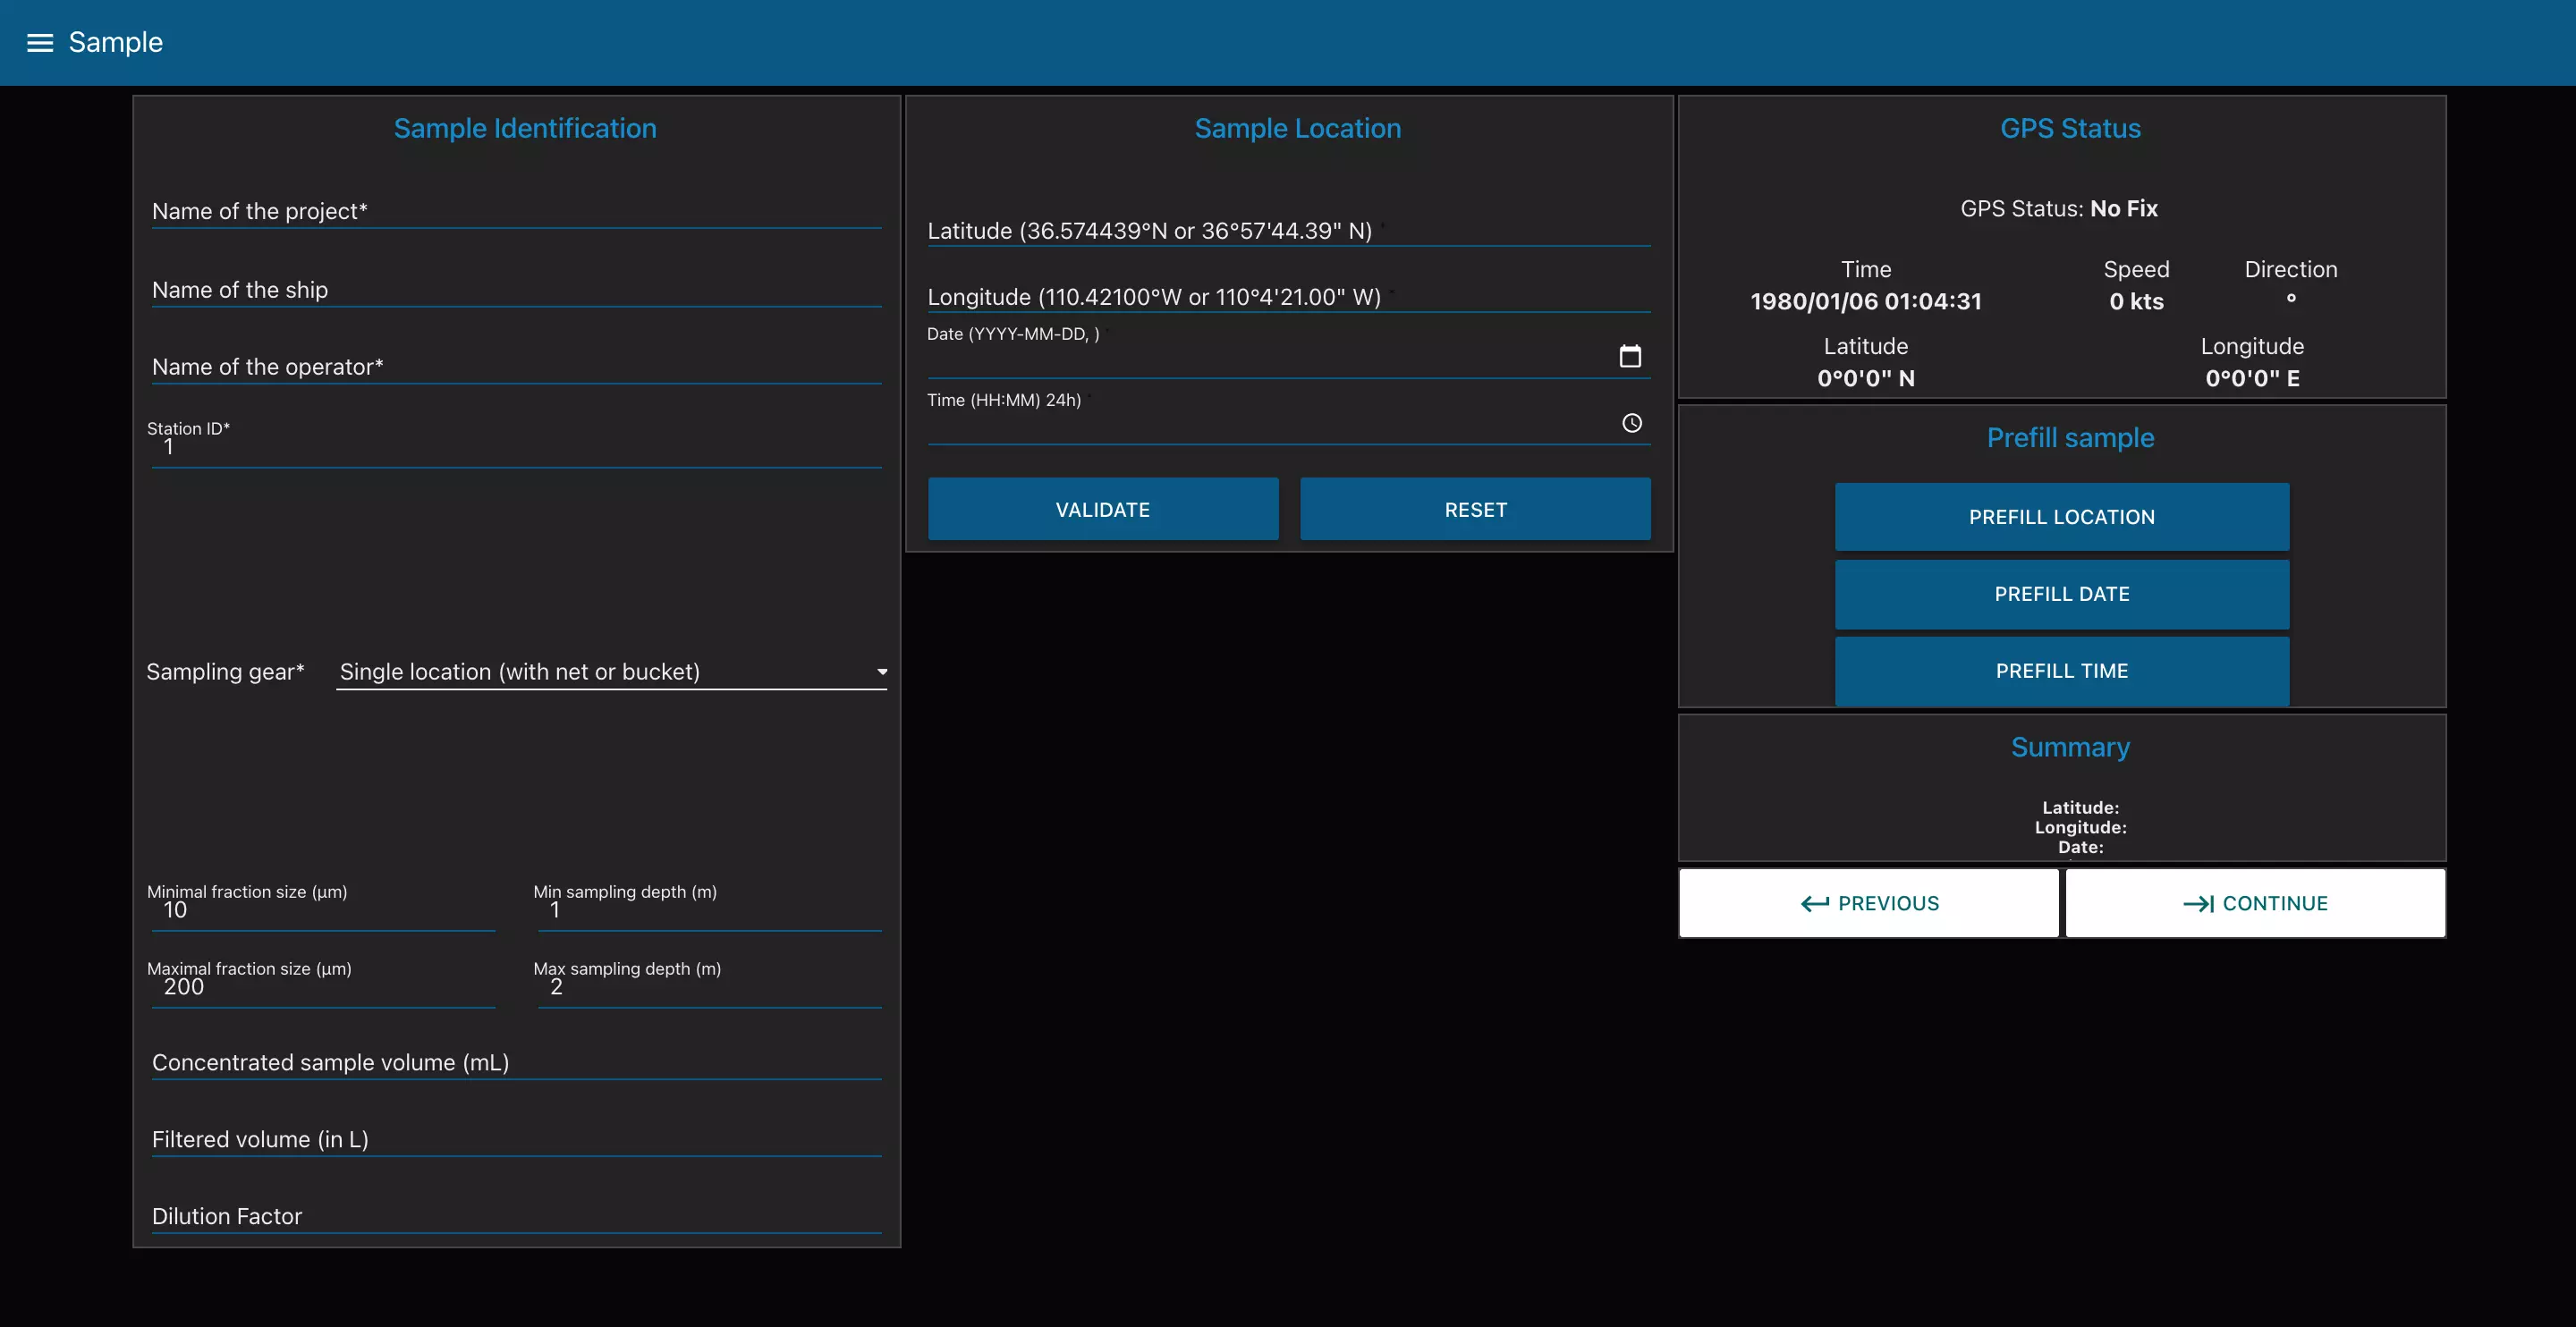 Sample
Sample Identification
Name of the project*
Name of the ship
Name of the operator*
Station ID*
1
Sampling gear* Single location (with net or bucket)
Minimal fraction size (μm) Min sampling depth (m)
10 1
Maximal fraction size (μm) Max sampling depth (m)
200 2
Concentrated sample volume (mL)
Filtered volume (in L)
Dilution Factor
Sample Location
Latitude (36.574439°N or 36°57'44.39" N) *
Longitude (110.42100°W or 110°4'21.00" W) *
Date (YYYY-MM-DD, ) *
Time (HH:MM) 24h) *
VALIDATE RESET
GPS Status
GPS Status: No Fix
Time Speed Direction
1980/01/06 01:04:31 0 kts °
Latitude Longitude
0°0'0" N 0°0'0" E
Prefill sample
PREFILL LOCATION
PREFILL DATE
PREFILL TIME
Summary
Latitude:
Longitude:
Date:
PREVIOUS CONTINUE